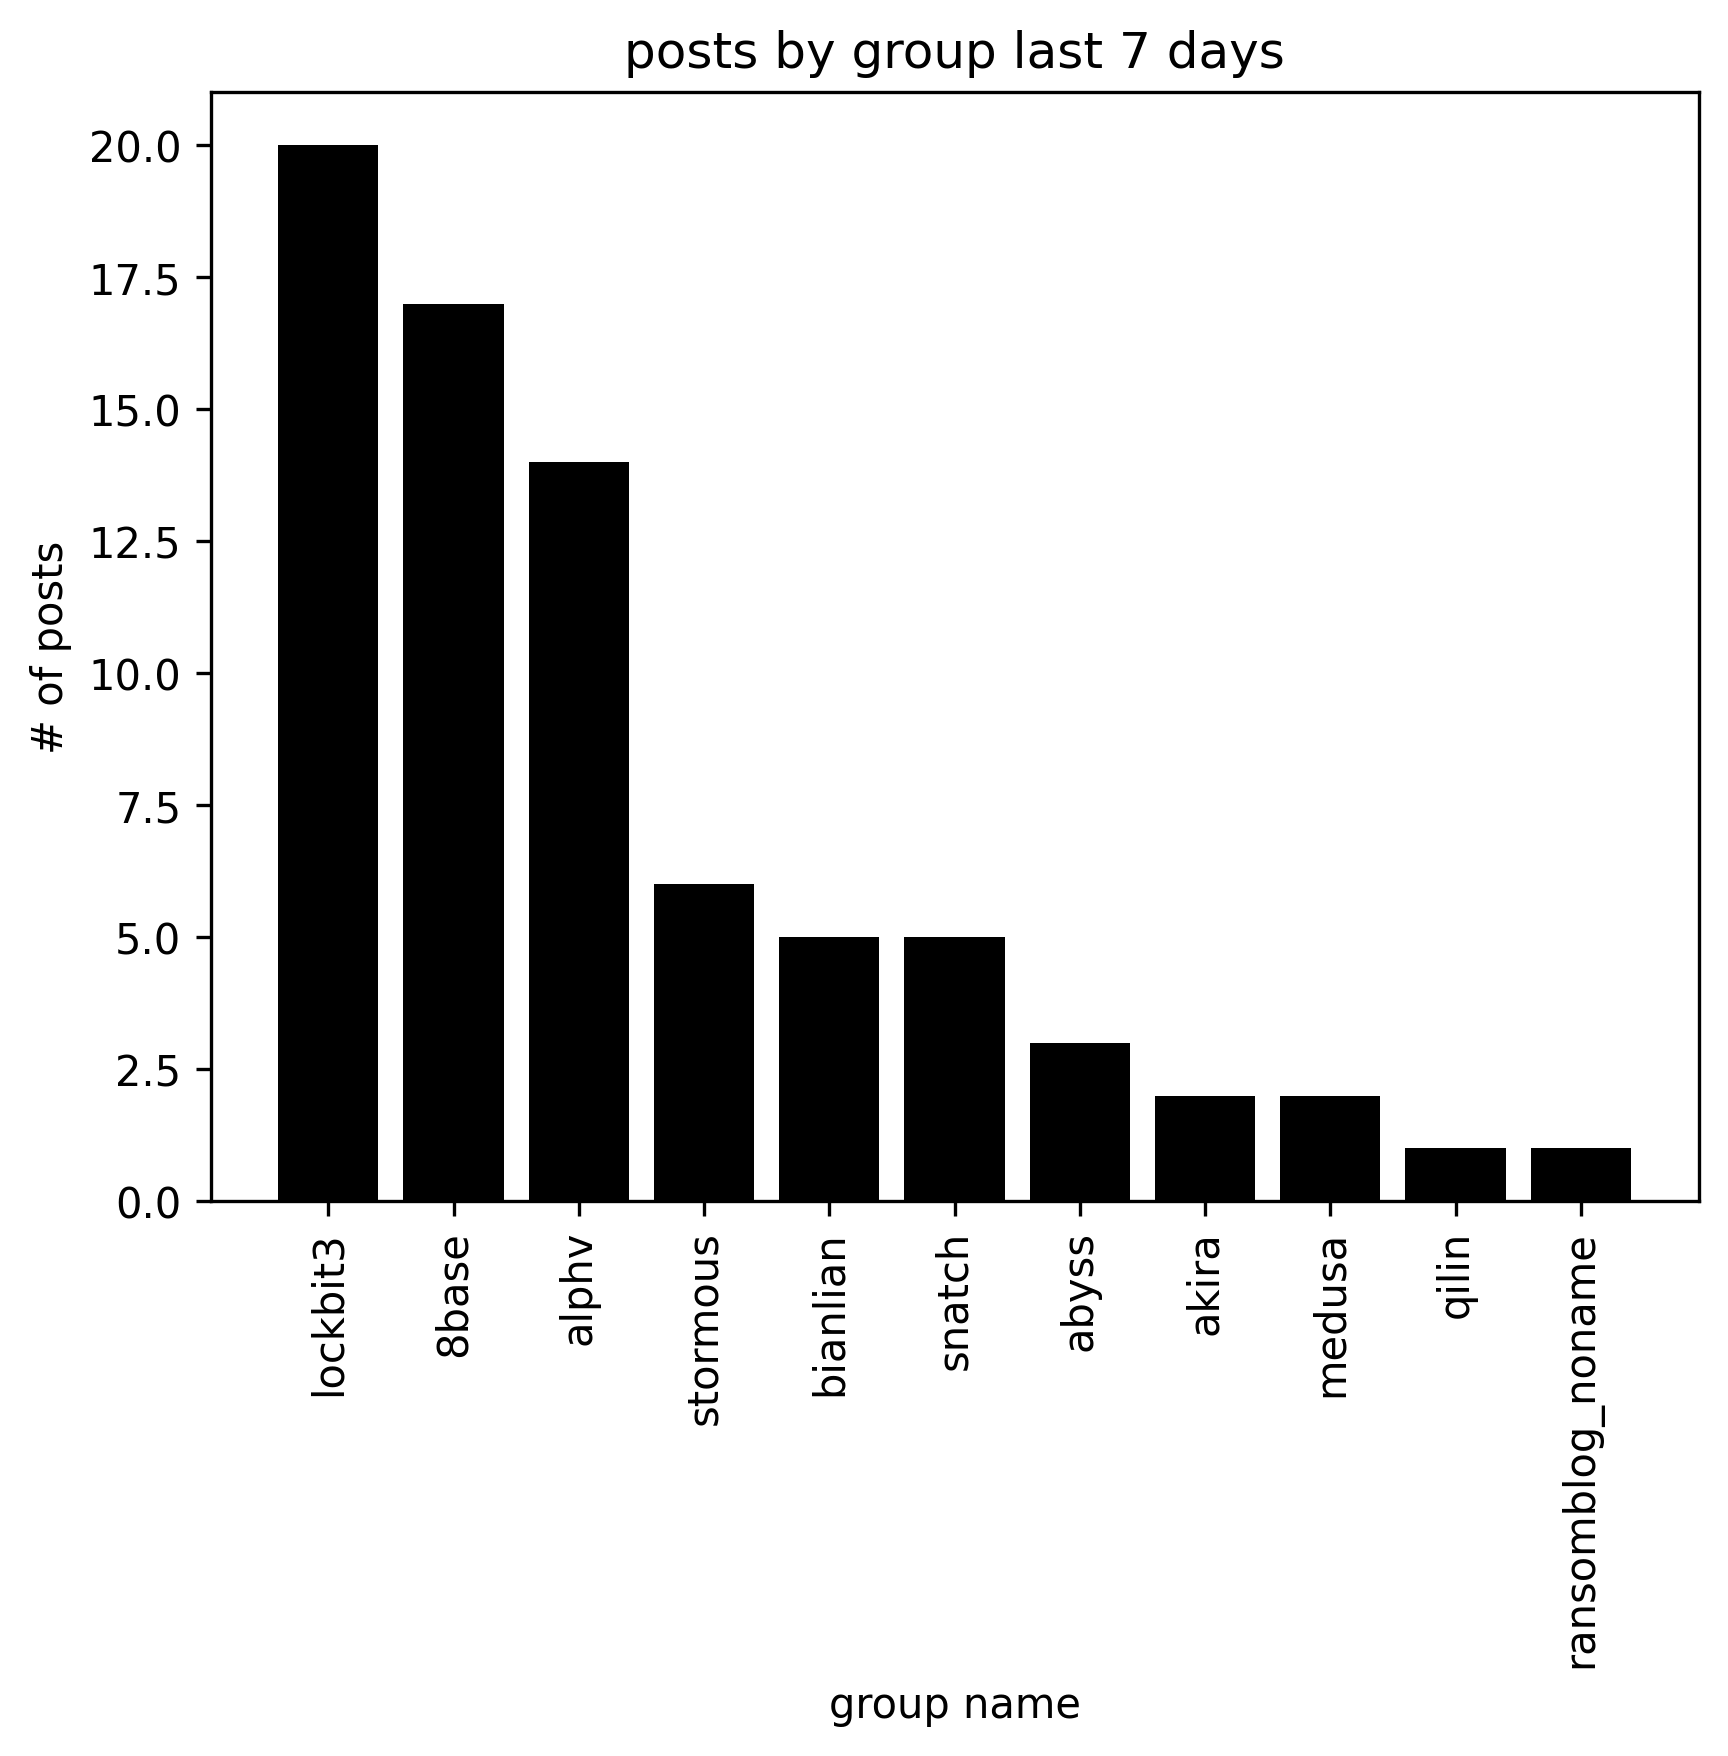 posts by group last 7 days
20.0
17.5
15.0
12.5
10.0
7.5
5.0
2.5
0.0
# of posts
lockbit3
8base
alphv
stormous
bianlian
snatch
abyss
akira
medusa
qilin
ransomblog_noname
group name